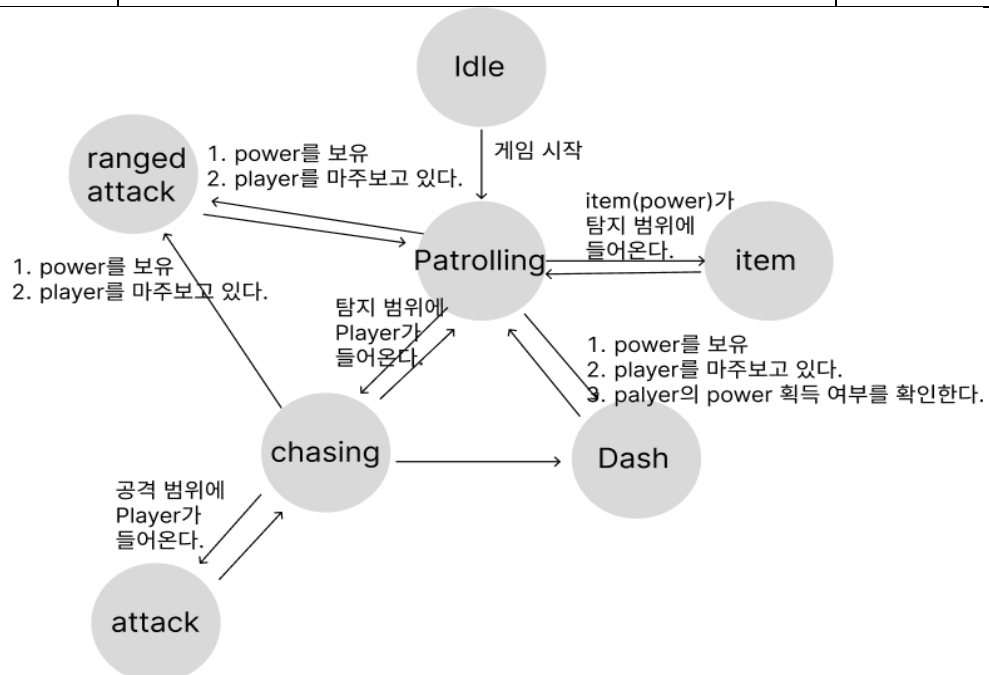 Idle
게임 시작
ranged
attack
1. power를 보유
2. player를 마주보고 있다.
item(power)가
탐지 범위에
들어온다.
Patrolling
item
1. power를 보유
2. player를 마주보고 있다.
탐지 범위에
Player가
들어온다.
1. power를 보유
2. player를 마주보고 있다.
3. palyer의 power 획득 여부를 확인한다.
chasing
Dash
공격 범위에
Player가
들어온다.
attack